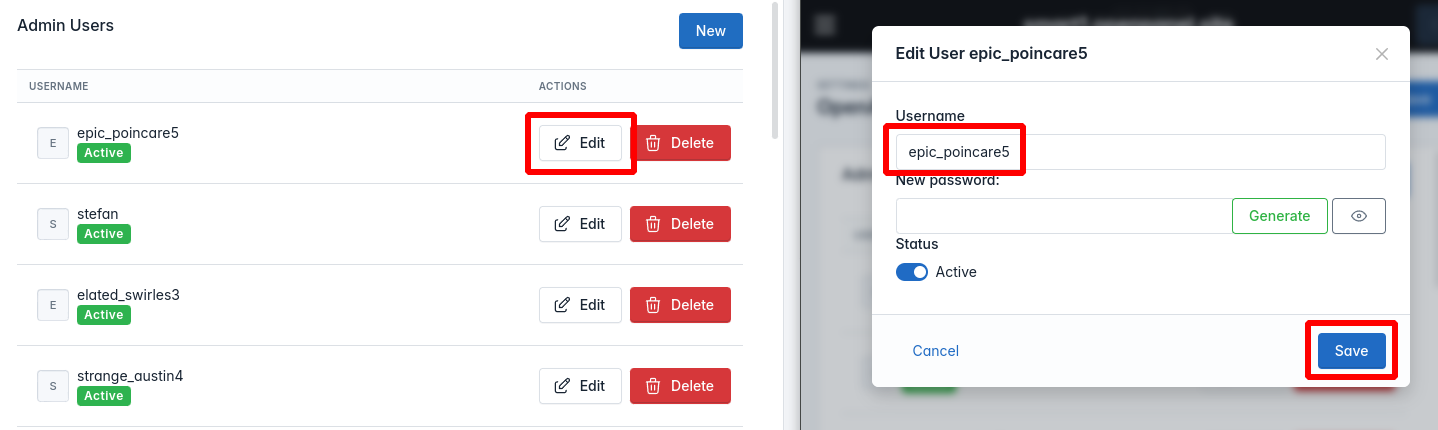 Admin Users
New
USERNAME
ACTIONS
E
epic_poincare5
Active
Edit
Delete
S
stefan
Active
Edit
Delete
E
elated_swirles3
Active
Edit
Delete
S
strange_austin4
Active
Edit
Delete
Edit User epic_poincare5
Username
epic_poincare5
New password:
Generate
Status
Active
Cancel
Save